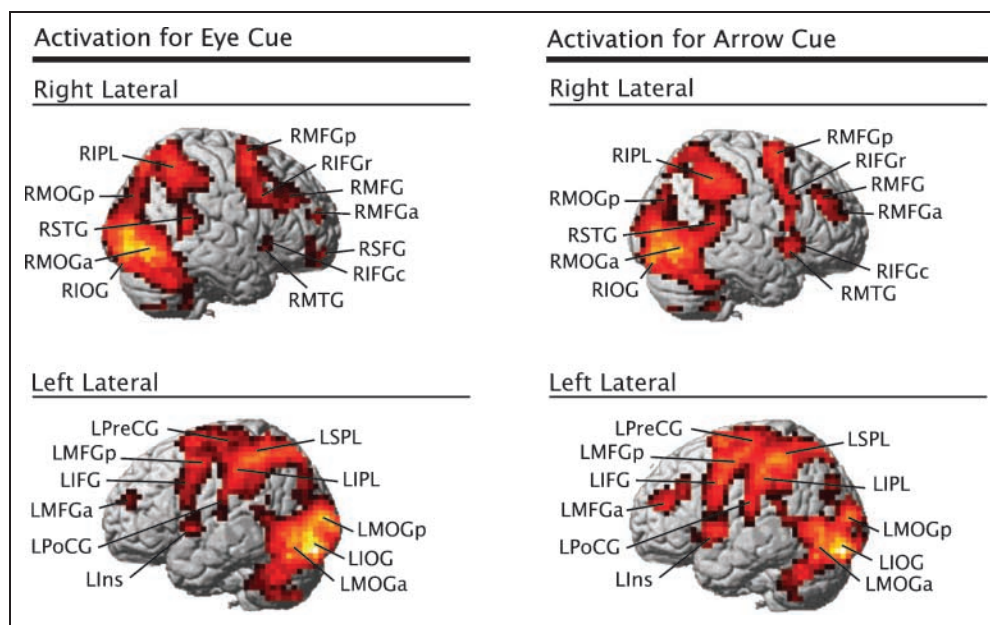 Activation for Eye Cue
Right Lateral
RMFGp
RIPL
RIFGr
RMOGp
RMFG
RMFGa
RSTG
RSFG
RMOGa
RIFGc
RIOG
RMTG
Left Lateral
LPreCG
LSPL
LMFGp
LIFG
LIPL
LMFGa
LMOGp
LPoCG
LIOG
LIns
LMOGa
Activation for Arrow Cue
Right Lateral
RMFGp
RIPL
RIFGr
RMFG
RMOGp
RMFGa
RSTG
RMOGa
RIFGc
RIOG
RMTG
Left Lateral
LPreCG
LSPL
LMFGp
LIFG
LIPL
LMFGa
LMOGp
LPoCG
LIOG
LIns
LMOGa